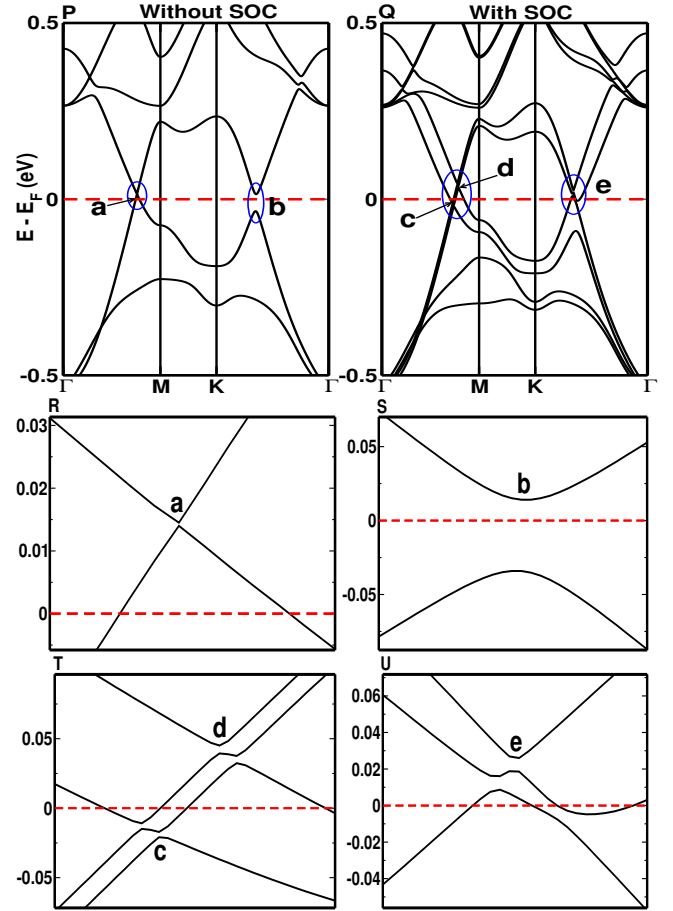 P Without SOC
Q With SOC
E - E_F (eV)
0.5
0
-0.5
a
b
Γ M K Γ
0.5
0
-0.5
c
d
e
Γ M K Γ
R
0.03
0.02
0.01
0
a
S
0.05
0
-0.05
b
T
0.05
0
-0.05
d
c
U
0.06
0.04
0.02
0
-0.02
-0.04
e